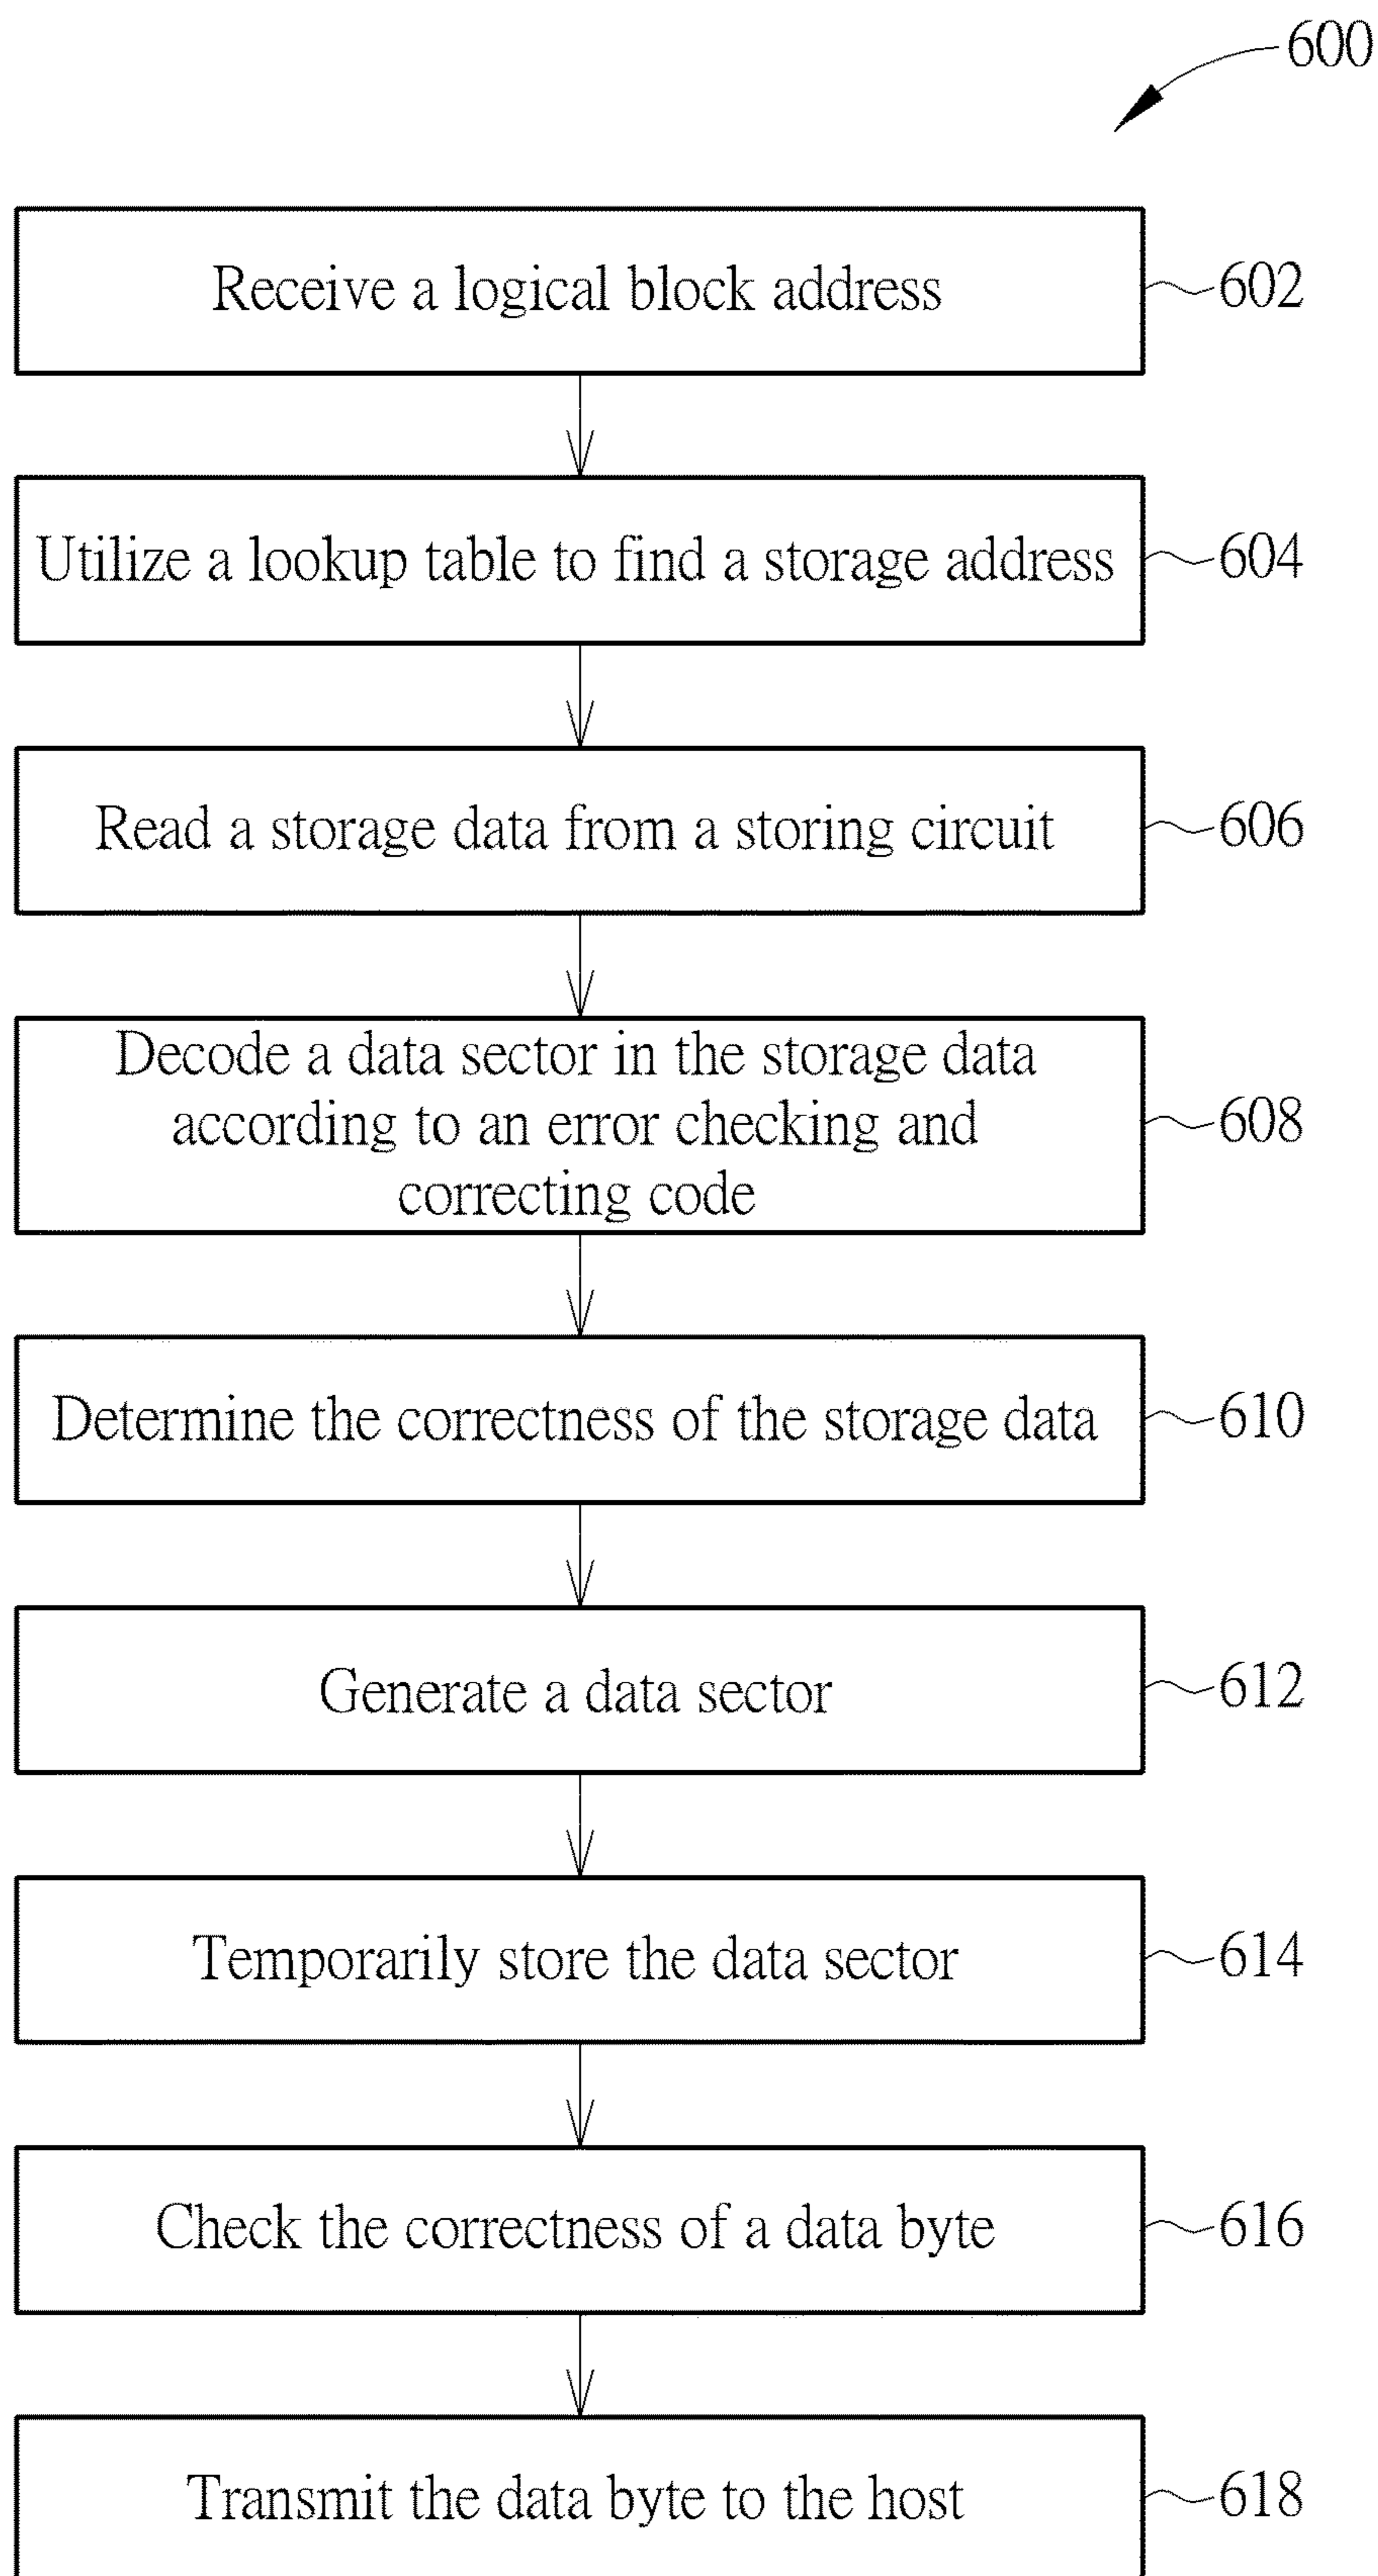 600
Receive a logical block address
602
Utilize a lookup table to find a storage address
604
Read a storage data from a storing circuit
606
Decode a data sector in the storage data
according to an error checking and
correcting code
608
Determine the correctness of the storage data
610
Generate a data sector
612
Temporarily store the data sector
614
Check the correctness of a data byte
616
Transmit the data byte to the host
618